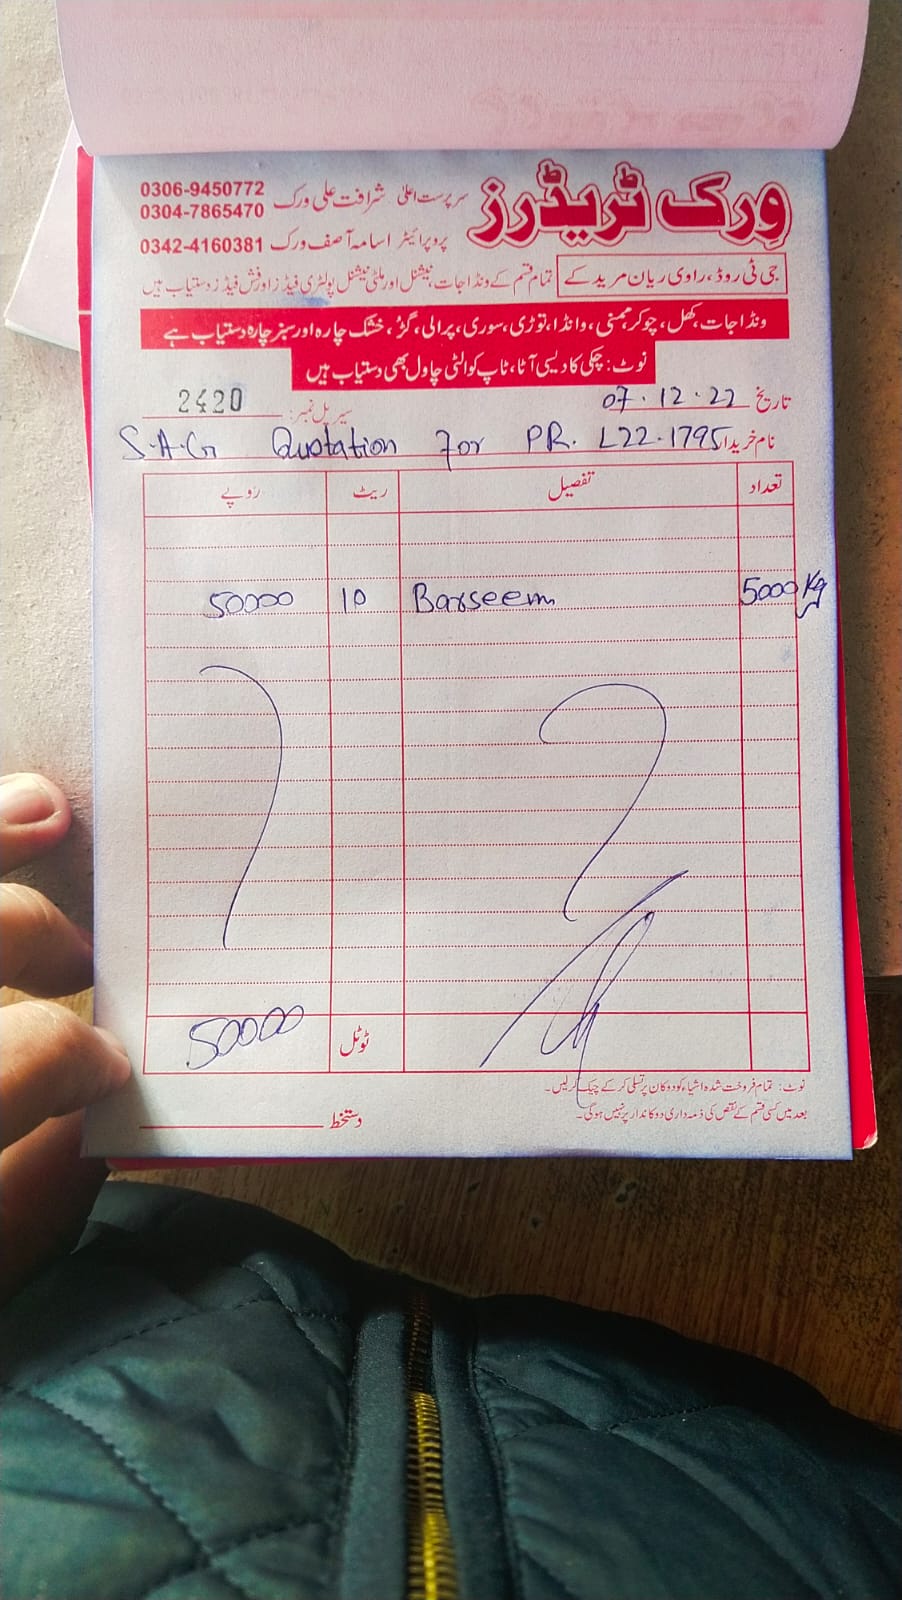 وِرک ٹریڈرز
سرپرست اعلیٰ شرافت علی ورک 0306-9450772
0304-7865470
پروپرائیٹر اسامہ آصف ورک 0342-4160381
جی ٹی روڈ، راوی ریان مریدکے
تمام قسم کے ونڈا جات، نیشنل اور ملٹی نیشنل پولٹری فیڈز اور فش فیڈز دستیاب ہیں
ونڈا جات، کھل، چوکر، ممنی، وانڈا، توڑی، سوری، پرالی، گڑ، خشک چارہ اور سبز چارہ دستیاب ہے
نوٹ: چکی کا دیسی آٹا، ٹاپ کوالٹی چاول بھی دستیاب ہیں
تاریخ 07.12.22 سیریل نمبر: 2420
نام خریدار S.A.G Quotation For PR. L22.1795
تعداد تفصیل ریٹ روپے
5000 Kg Barseem 10 50000
ٹوٹل 50000
نوٹ: تمام فروخت شدہ اشیاء کو دوکان پر تسلی کر کے چیک کر لیں۔
بعد میں کسی قسم کے نقص کی ذمہ داری دوکاندار پر نہیں ہوگی۔
دستخط